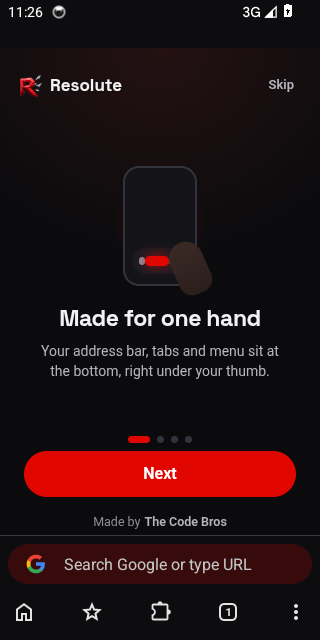 11:26
3G
Resolute
Skip
Made for one hand
Your address bar, tabs and menu sit at
the bottom, right under your thumb.
Next
Made by The Code Bros
Search Google or type URL
1